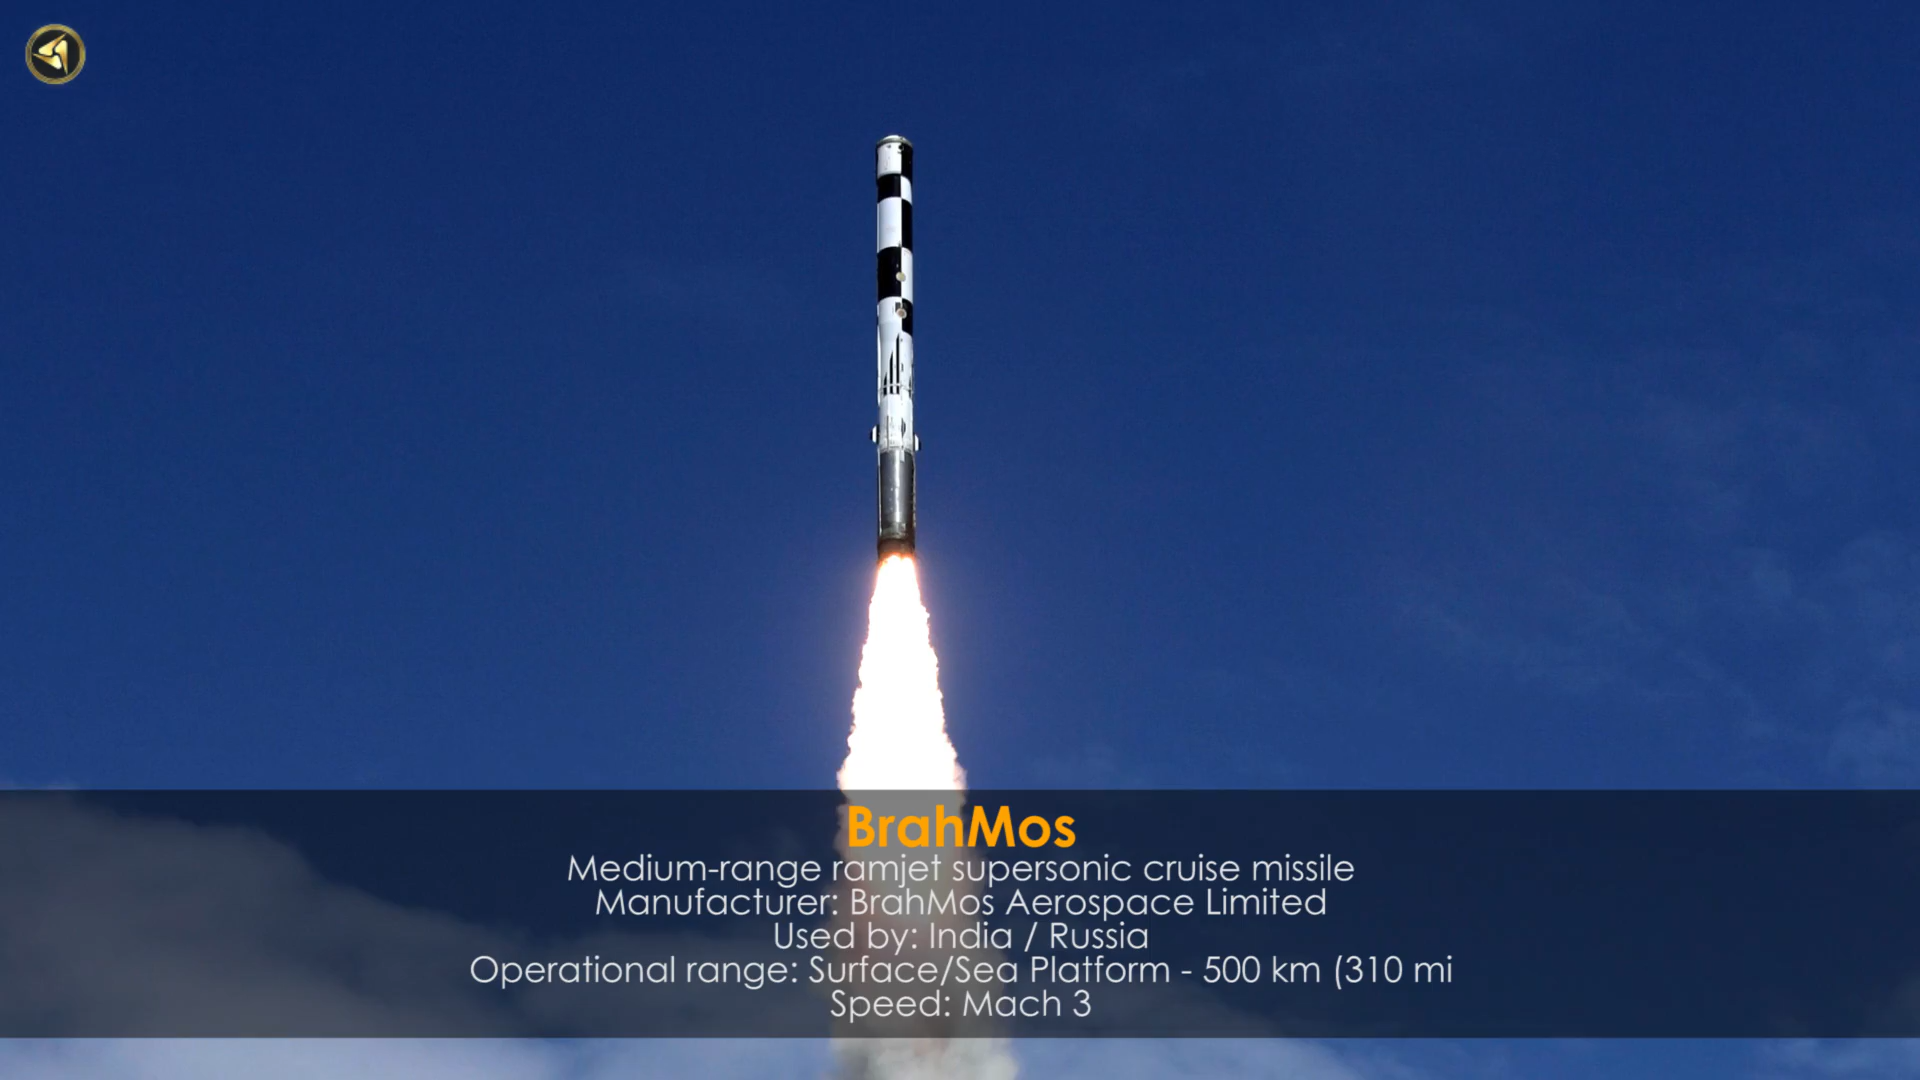 BrahMos
Medium-range ramjet supersonic cruise missile
Manufacturer: BrahMos Aerospace Limited
Used by: India / Russia
Operational range: Surface/Sea Platform - 500 km (310 mi
Speed: Mach 3